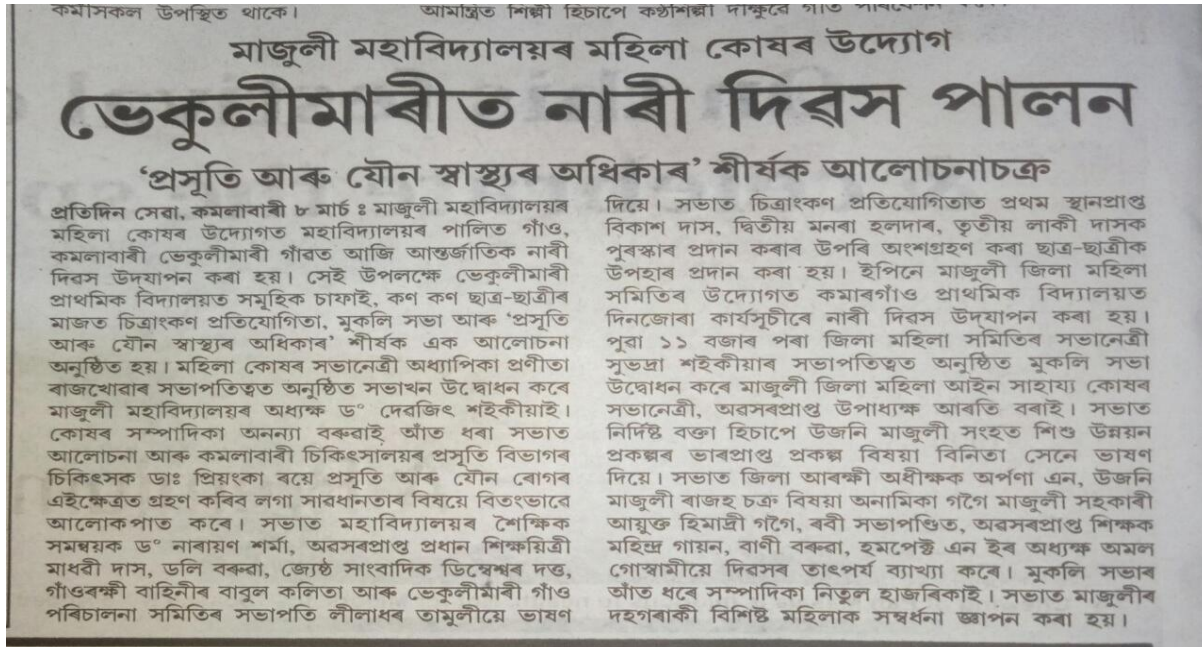 কৰ্মীসকল উপস্থিত থাকে।
আমন্ত্ৰিত শিল্পী হিচাপে কণ্ঠশিল্পী
মাজুলী মহাবিদ্যালয়ৰ মহিলা কোষৰ উদ্যোগ
ভেকুলীমাৰীত নাৰী দিৱস পালন
‘প্ৰসূতি আৰু যৌন স্বাস্থ্যৰ অধিকাৰ’ শীৰ্ষক আলোচনাচক্ৰ
প্ৰতিদিন সেৱা, কমলাবাৰী ৮ মাৰ্চ ঃ মাজুলী মহাবিদ্যালয়ৰ
মহিলা কোষৰ উদ্যোগত মহাবিদ্যালয়ৰ পালিত গাঁও,
কমলাবাৰী ভেকুলীমাৰী গাঁৱত আজি আন্তৰ্জাতিক নাৰী
দিৱস উদযাপন কৰা হয়। সেই উপলক্ষে ভেকুলীমাৰী
প্ৰাথমিক বিদ্যালয়ত সমূহিক চাফাই, কণ কণ ছাত্ৰ-ছাত্ৰীৰ
মাজত চিত্ৰাংকণ প্ৰতিযোগিতা, মুকলি সভা আৰু ‘প্ৰসূতি
আৰু যৌন স্বাস্থ্যৰ অধিকাৰ’ শীৰ্ষক এক আলোচনা
অনুষ্ঠিত হয়। মহিলা কোষৰ সভানেত্ৰী অধ্যাপিকা প্ৰণীতা
ৰাজখোৱাৰ সভাপতিত্বত অনুষ্ঠিত সভাখন উদ্বোধন কৰে
মাজুলী মহাবিদ্যালয়ৰ অধ্যক্ষ ড° দেৱজিৎ শইকীয়াই।
কোষৰ সম্পাদিকা অনন্যা বৰুৱাই আঁত ধৰা সভাত
আলোচনা আৰু কমলাবাৰী চিকিৎসালয়ৰ প্ৰসূতি বিভাগৰ
চিকিৎসক ডাঃ প্ৰিয়ংকা ৰয়ে প্ৰসূতি আৰু যৌন ৰোগৰ
এইক্ষেত্ৰত গ্ৰহণ কৰিব লগা সাৱধানতাৰ বিষয়ে বিতংভাৱে
আলোকপাত কৰে। সভাত মহাবিদ্যালয়ৰ শৈক্ষিক
সমন্বয়ক ড° নাৰায়ণ শৰ্মা, অৱসৰপ্ৰাপ্ত প্ৰধান শিক্ষয়িত্ৰী
মাধৱী দাস, ডলি বৰুৱা, জ্যেষ্ঠ সাংবাদিক ডিম্বেশ্বৰ দত্ত,
গাঁওৰক্ষী বাহিনীৰ বাবুল কলিতা আৰু ভেকুলীমাৰী গাঁও
পৰিচালনা সমিতিৰ সভাপতি লীলাধৰ তামুলীয়ে ভাষণ
দিয়ে। সভাত চিত্ৰাংকণ প্ৰতিযোগিতাত প্ৰথম স্থানপ্ৰাপ্ত
বিকাশ দাস, দ্বিতীয় মনৰা হলদাৰ, তৃতীয় লাকী দাসক
পুৰস্কাৰ প্ৰদান কৰাৰ উপৰি অংশগ্ৰহণ কৰা ছাত্ৰ-ছাত্ৰীক
উপহাৰ প্ৰদান কৰা হয়। ইপিনে মাজুলী জিলা মহিলা
সমিতিৰ উদ্যোগত কমাৰগাঁও প্ৰাথমিক বিদ্যালয়ত
দিনজোৰা কাৰ্যসূচীৰে নাৰী দিৱস উদযাপন কৰা হয়।
পুৱা ১১ বজাৰ পৰা জিলা মহিলা সমিতিৰ সভানেত্ৰী
সুভদ্ৰা শইকীয়াৰ সভাপতিত্বত অনুষ্ঠিত মুকলি সভা
উদ্বোধন কৰে মাজুলী জিলা মহিলা আইন সাহায্য কোষৰ
সভানেত্ৰী, অৱসৰপ্ৰাপ্ত উপাধ্যক্ষ আৰতি বৰাই। সভাত
নিৰ্দিষ্ট বক্তা হিচাপে উজনি মাজুলী সংহত শিশু উন্নয়ন
প্ৰকল্পৰ ভাৰপ্ৰাপ্ত প্ৰকল্প বিষয়া বিনিতা সেনে ভাষণ
দিয়ে। সভাত জিলা আৰক্ষী অধীক্ষক অৰ্পণা এন, উজনি
মাজুলী ৰাজহ চক্ৰ বিষয়া অনামিকা গগৈ মাজুলী সহকাৰী
আয়ুক্ত হিমাদ্ৰী গগৈ, ৰবী সভাপণ্ডিত, অৱসৰপ্ৰাপ্ত শিক্ষক
মহিন্দ্ৰ গায়ন, বাণী বৰুৱা, হমপেষ্ট এন ইৰ অধ্যক্ষ অমল
গোস্বামীয়ে দিৱসৰ তাৎপৰ্য ব্যাখ্যা কৰে। মুকলি সভাৰ
আঁত ধৰে সম্পাদিকা নিতুল হাজৰিকাই। সভাত মাজুলীৰ
দহগৰাকী বিশিষ্ট মহিলাক সম্বৰ্ধনা জ্ঞাপন কৰা হয়।